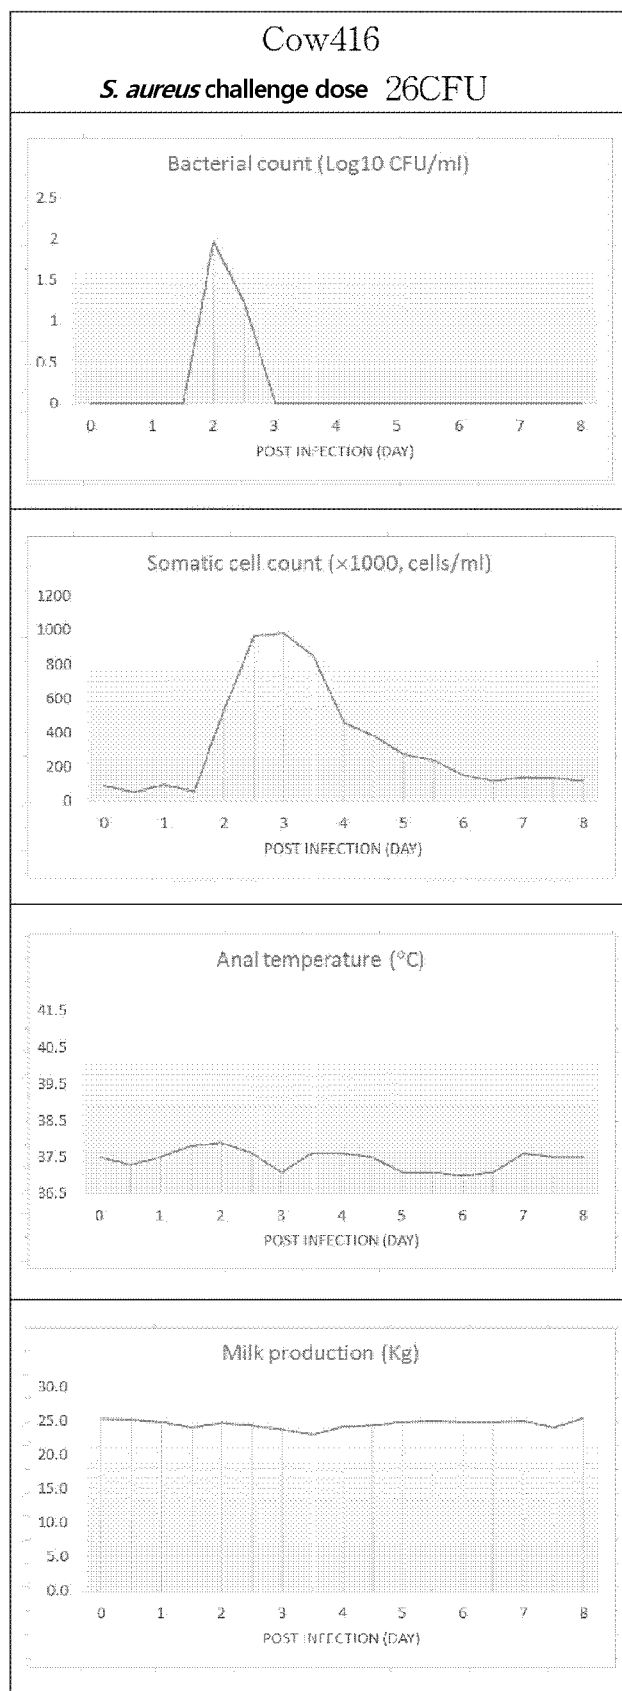 Cow416
S. aureus challenge dose 26CFU
Bacterial count (Log10 CFU/ml)
2.5
2
1.5
1
0.5
0
0 1 2 3 4 5 6 7 8
POST INFECTION (DAY)
Somatic cell count (×1000, cells/ml)
1200
1000
800
600
400
200
0
0 1 2 3 4 5 6 7 8
POST INFECTION (DAY)
Anal temperature (°C)
41.5
40.5
39.5
38.5
37.5
36.5
0 1 2 3 4 5 6 7 8
POST INFECTION (DAY)
Milk production (Kg)
30.0
25.0
20.0
15.0
10.0
5.0
0.0
0 1 2 3 4 5 6 7 8
POST INFECTION (DAY)